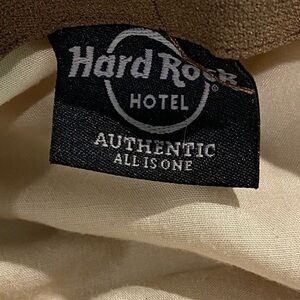 Hard Rock
HOTEL
AUTHENTIC
ALL IS ONE